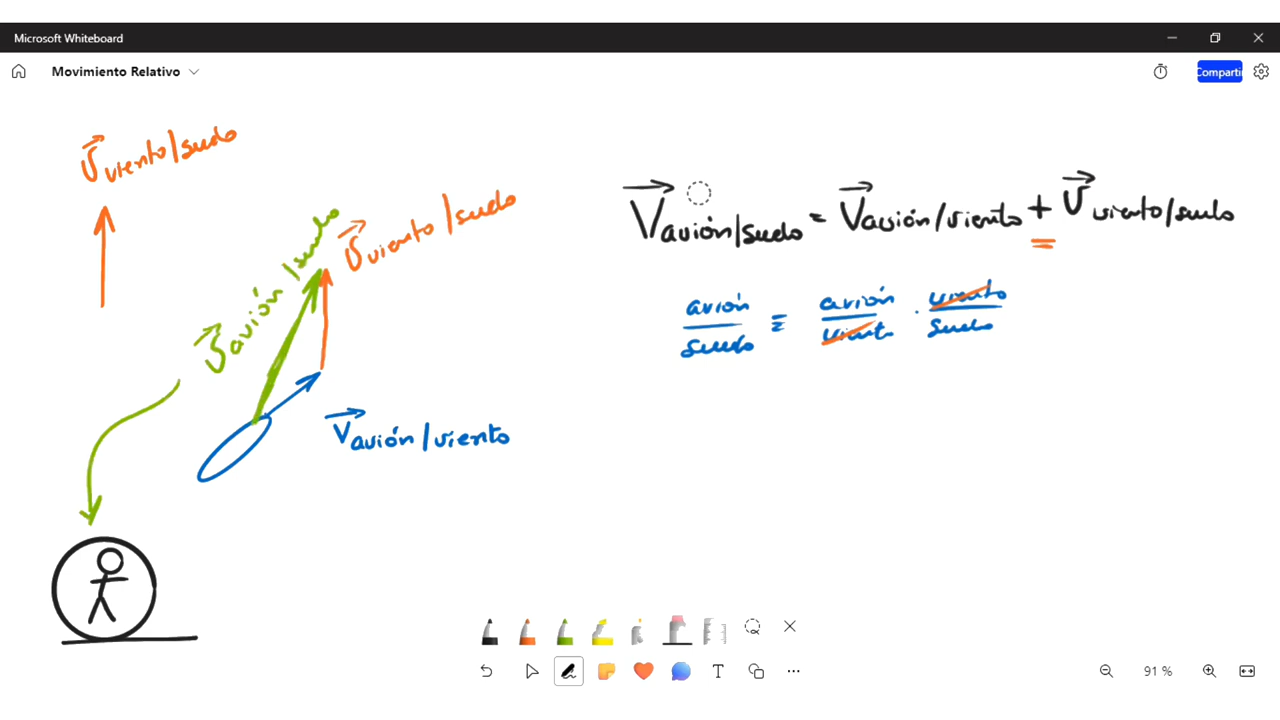 Microsoft Whiteboard
Movimiento Relativo
Comparti
v viento/suelo
v viento/suelo
v avión/suelo
v avión/viento
V avión/suelo = V avión/viento + v viento/suelo
avión/suelo = avión/viento · viento/suelo
T
91 %